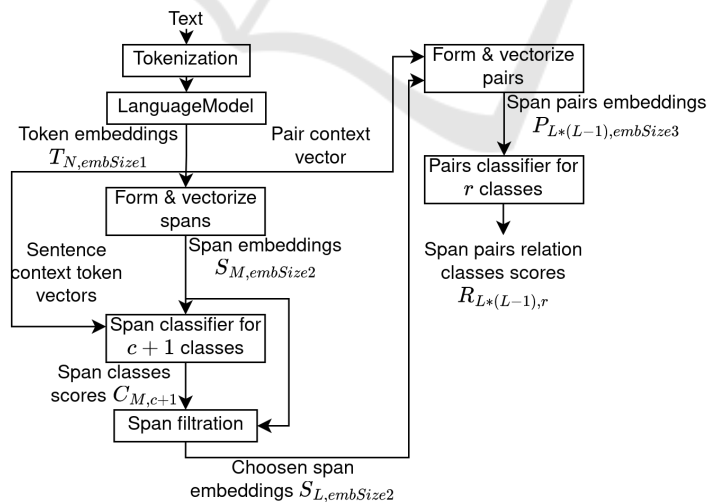 Text
Tokenization
LanguageModel
Token embeddings
T_{N,embSize1}
Pair context
vector
Form & vectorize
spans
Span embeddings
S_{M,embSize2}
Sentence
context token
vectors
Span classifier for
c + 1 classes
Span classes
scores C_{M,c+1}
Span filtration
Choosen span
embeddings S_{L,embSize2}
Form & vectorize
pairs
Span pairs embeddings
P_{L*(L-1),embSize3}
Pairs classifier for
r classes
Span pairs relation
classes scores
R_{L*(L-1),r}